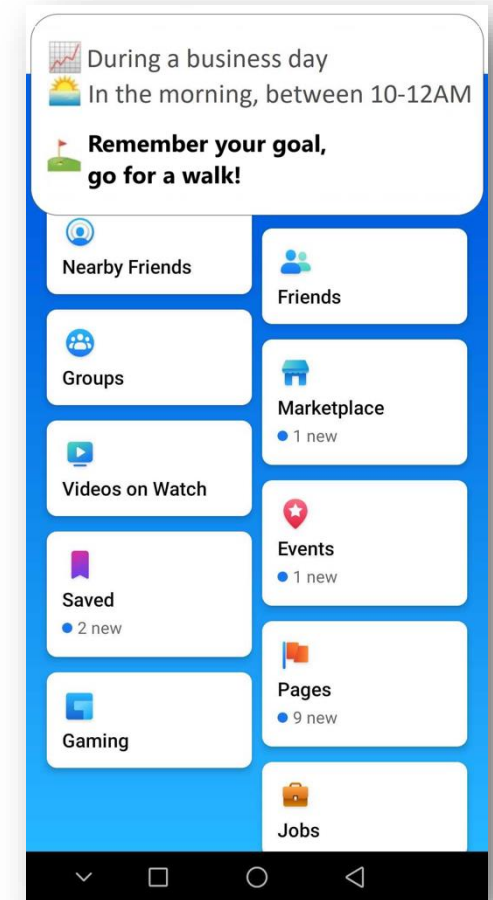 During a business day
In the morning, between 10-12AM
Remember your goal,
go for a walk!
Nearby Friends
Friends
Groups
Marketplace
1 new
Videos on Watch
Events
1 new
Saved
2 new
Pages
9 new
Gaming
Jobs